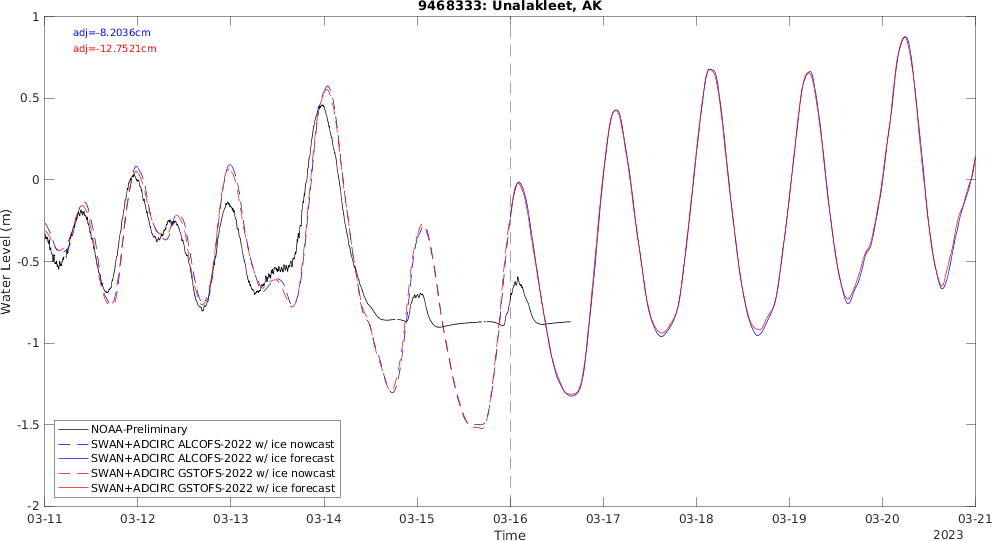 9468333: Unalakleet, AK
adj=-8.2036cm
adj=-12.7521cm
Water Level (m)
1
0.5
0
-0.5
-1
-1.5
-2
NOAA-Preliminary
SWAN+ADCIRC ALCOFS-2022 w/ ice nowcast
SWAN+ADCIRC ALCOFS-2022 w/ ice forecast
SWAN+ADCIRC GSTOFS-2022 w/ ice nowcast
SWAN+ADCIRC GSTOFS-2022 w/ ice forecast
03-11 03-12 03-13 03-14 03-15 03-16 03-17 03-18 03-19 03-20 03-21
Time
2023